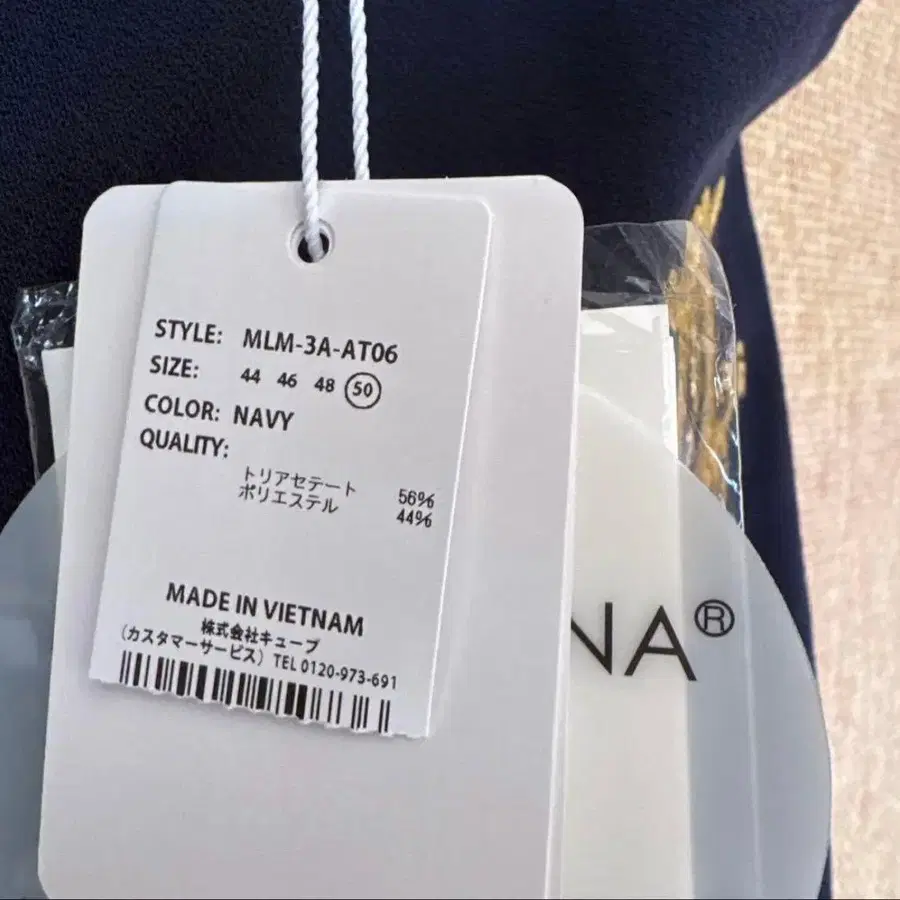 STYLE: MLM-3A-AT06
SIZE: 44 46 48 50
COLOR: NAVY
QUALITY:
トリアセテート 56%
ポリエステル 44%
MADE IN VIETNAM
株式会社キューブ
(カスタマーサービス) TEL 0120-973-691
NA®